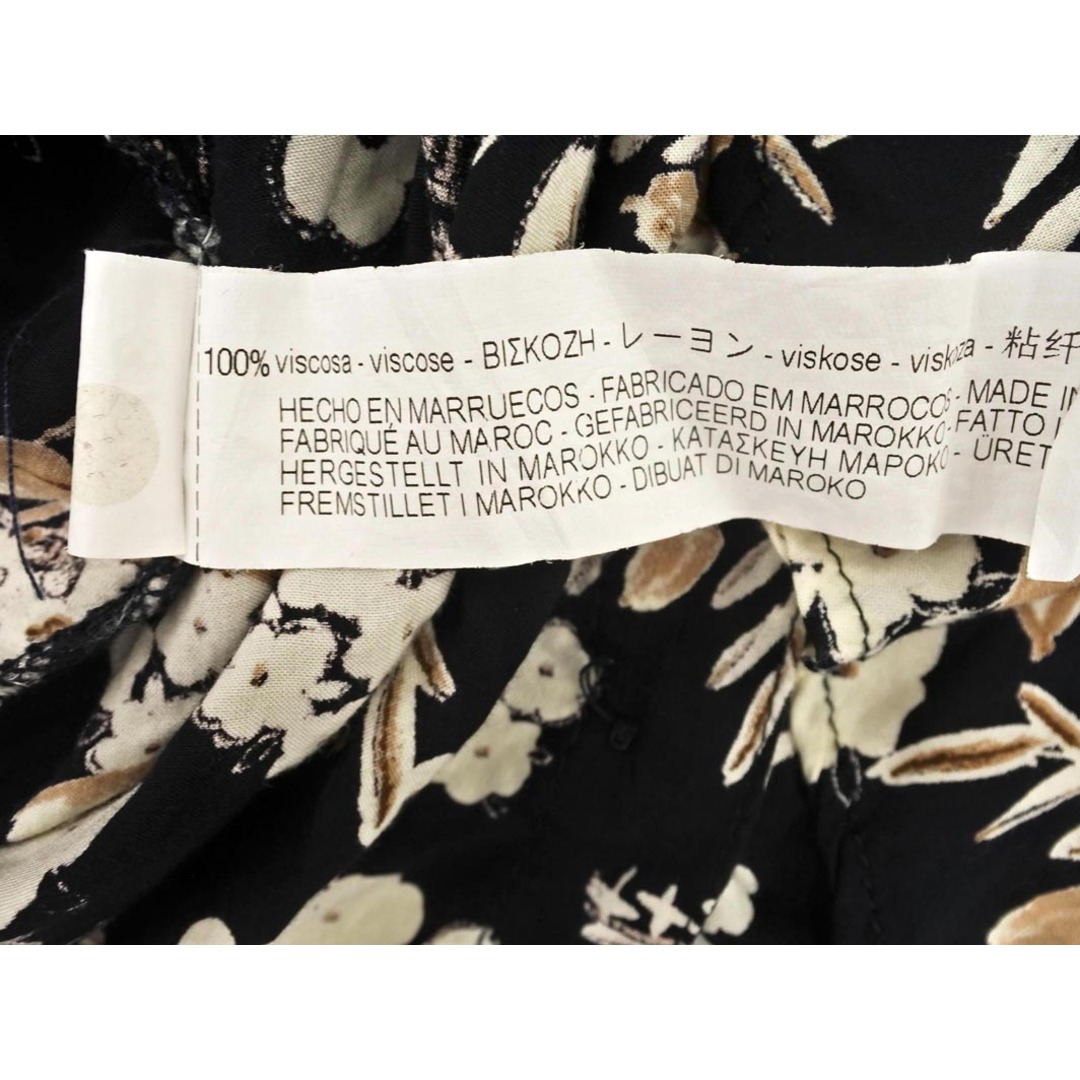 100% viscosa - viscose - ΒΙΣΚΟΖΗ - レーヨン - viskose - viskoza - 粘纤
HECHO EN MARRUECOS - FABRICADO EM MARROCOS - MADE IN
FABRIQUÉ AU MAROC - GEFABRICEERD IN MAROKKO - FATTO I
HERGESTELLT IN MAROKKO - ΚΑΤΑΣΚΕΥΗ ΜΑΡΟΚΟ - ÜRET
FREMSTILLET I MAROKKO - DIBUAT DI MAROKO